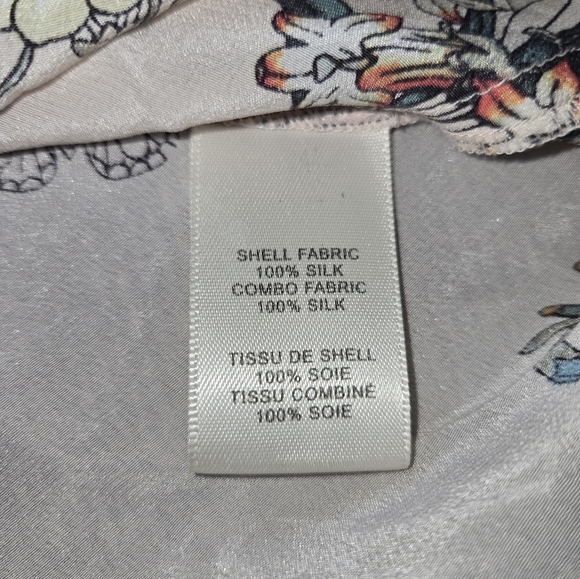 SHELL FABRIC
100% SILK
COMBO FABRIC
100% SILK
TISSU DE SHELL
100% SOIE
TISSU COMBINÉ
100% SOIE